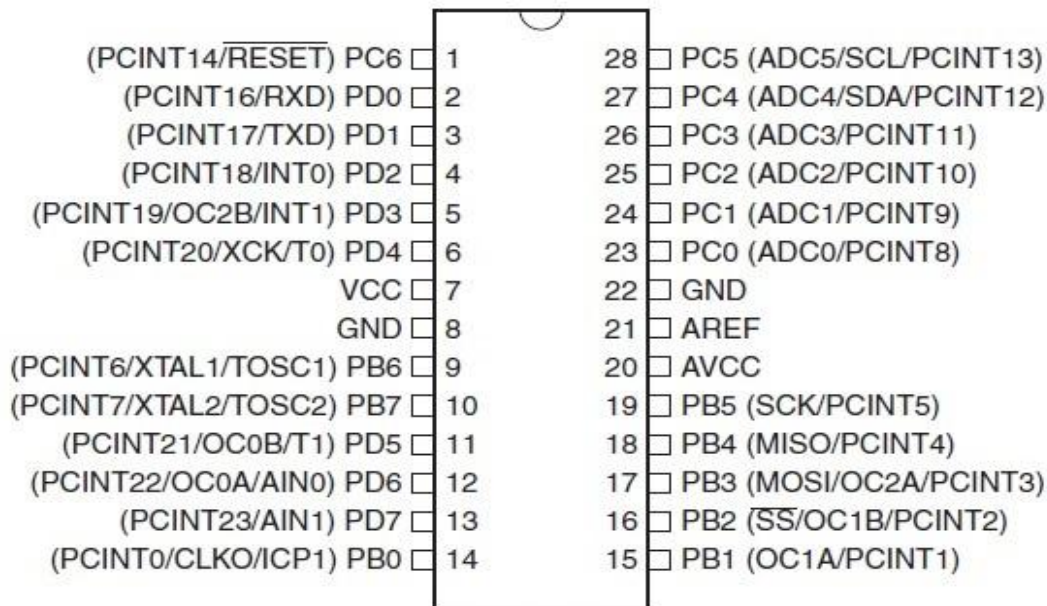 (PCINT14/RESET) PC6 1 28 PC5 (ADC5/SCL/PCINT13)
(PCINT16/RXD) PD0 2 27 PC4 (ADC4/SDA/PCINT12)
(PCINT17/TXD) PD1 3 26 PC3 (ADC3/PCINT11)
(PCINT18/INT0) PD2 4 25 PC2 (ADC2/PCINT10)
(PCINT19/OC2B/INT1) PD3 5 24 PC1 (ADC1/PCINT9)
(PCINT20/XCK/T0) PD4 6 23 PC0 (ADC0/PCINT8)
VCC 7 22 GND
GND 8 21 AREF
(PCINT6/XTAL1/TOSC1) PB6 9 20 AVCC
(PCINT7/XTAL2/TOSC2) PB7 10 19 PB5 (SCK/PCINT5)
(PCINT21/OC0B/T1) PD5 11 18 PB4 (MISO/PCINT4)
(PCINT22/OC0A/AIN0) PD6 12 17 PB3 (MOSI/OC2A/PCINT3)
(PCINT23/AIN1) PD7 13 16 PB2 (SS/OC1B/PCINT2)
(PCINT0/CLKO/ICP1) PB0 14 15 PB1 (OC1A/PCINT1)